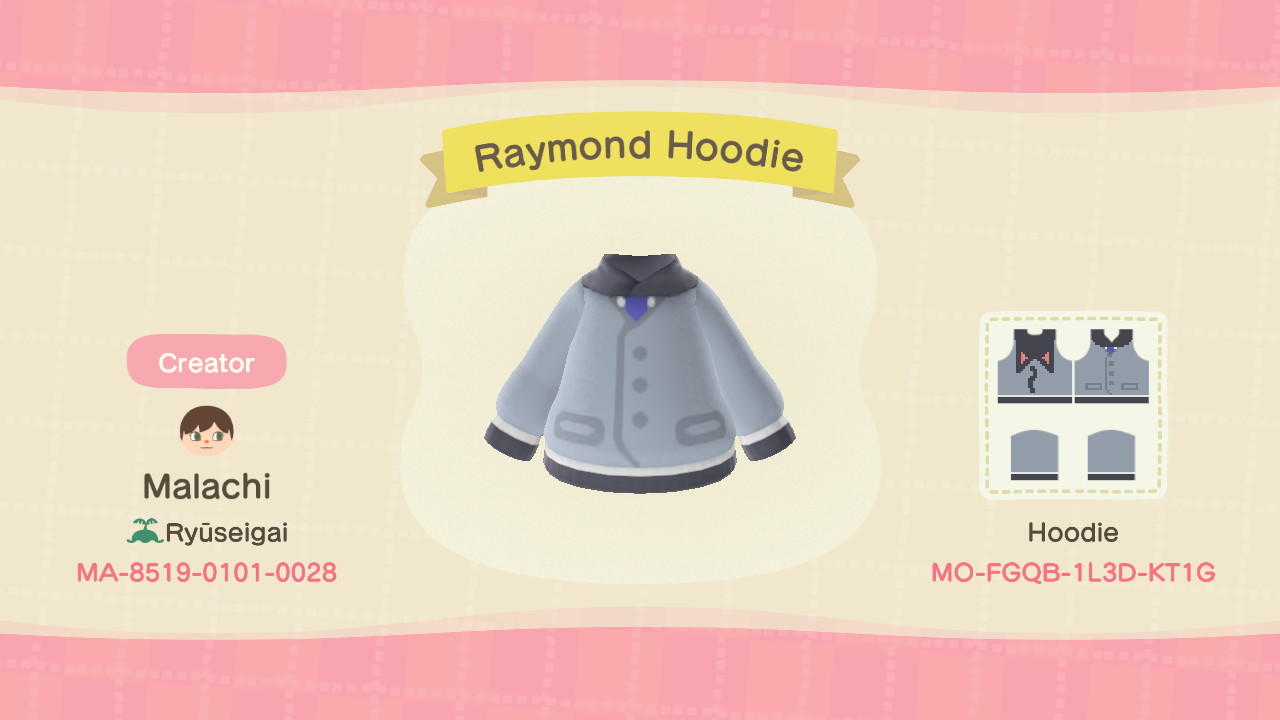 Raymond Hoodie
Creator
Malachi
Ryūseigai
MA-8519-0101-0028
Hoodie
MO-FGQB-1L3D-KT1G